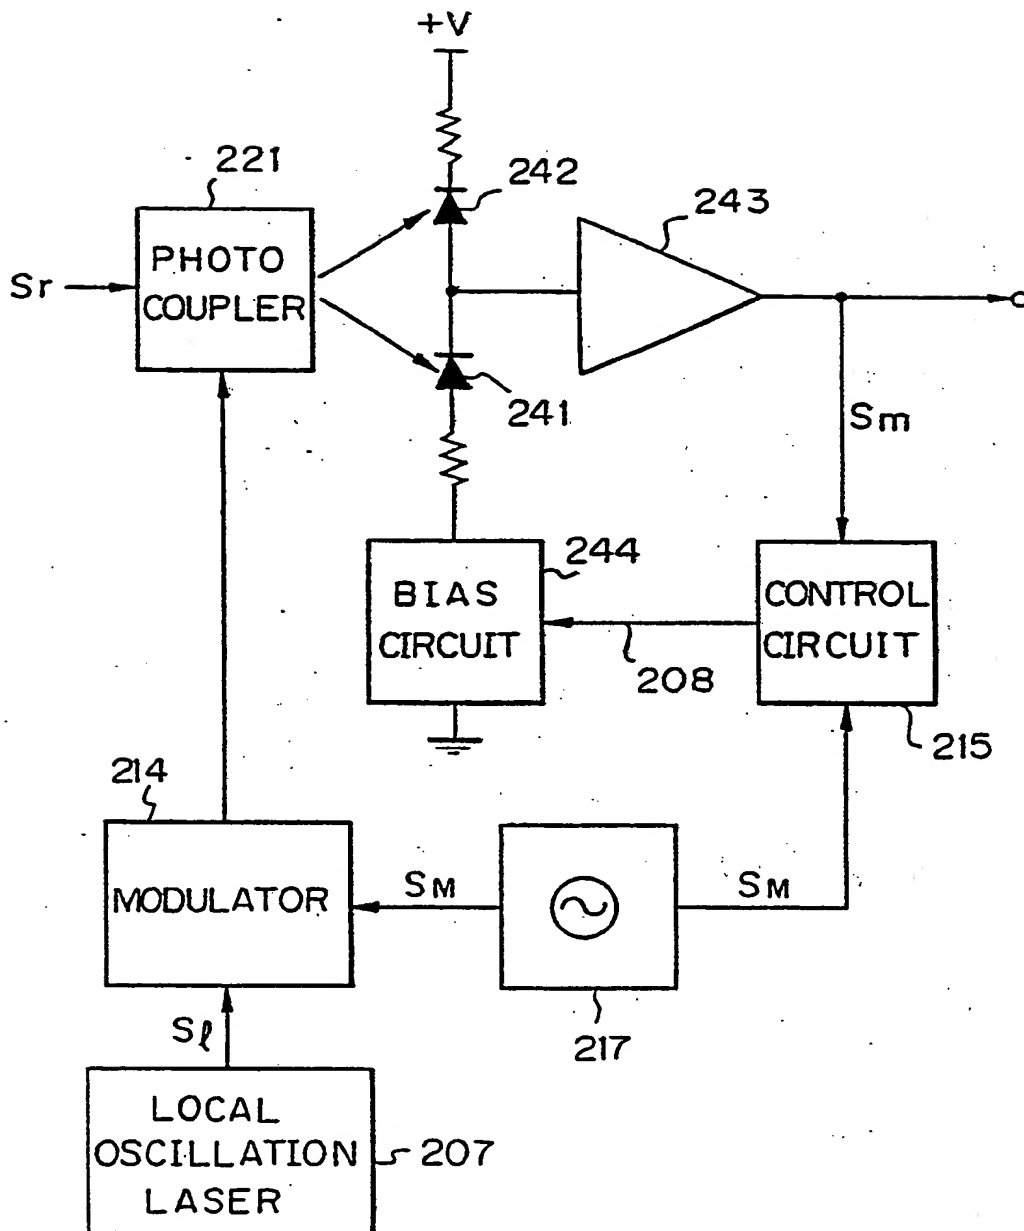 +V
221
242
243
PHOTO
COUPLER
Sr
241
Sm
244
BIAS
CIRCUIT
CONTROL
CIRCUIT
208
215
214
MODULATOR
SM
SM
217
Sℓ
LOCAL
OSCILLATION
LASER
207